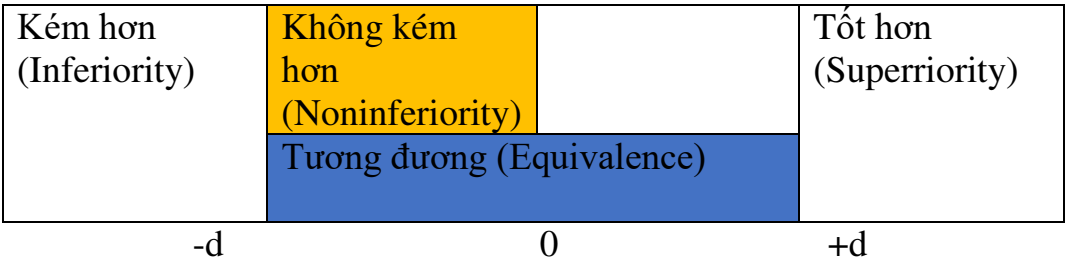 Kém hơn
(Inferiority)
Không kém
hơn
(Noninferiority)
Tốt hơn
(Superriority)
Tương đương (Equivalence)
-d
0
+d